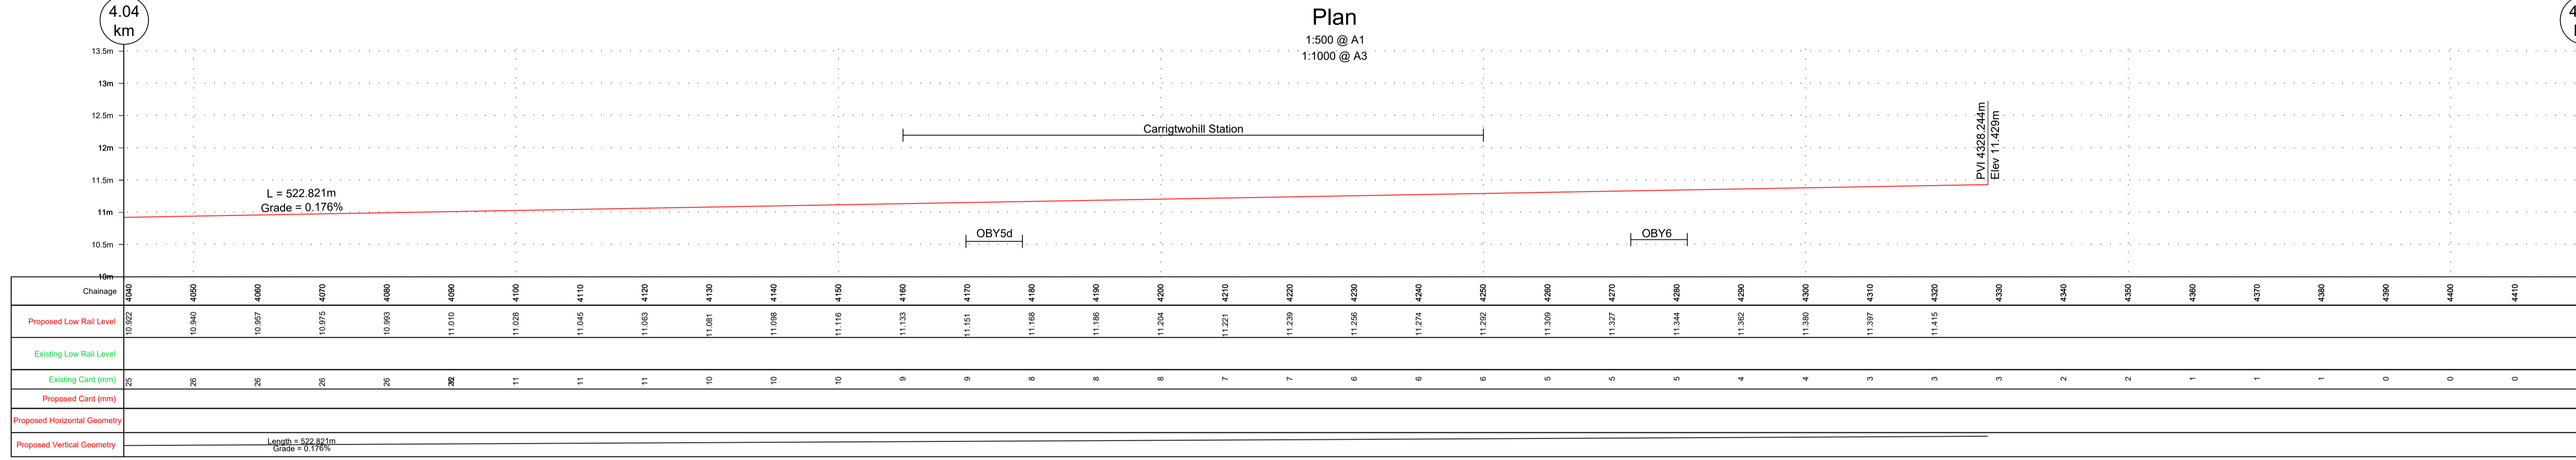 4.04
km
Plan
1:500 @ A1
1:1000 @ A3
4
13.5m
13m
12.5m
12m
11.5m
11m
10.5m
10m
Carrigtwohill Station
PVI 4328.244m
Elev 11.429m
L = 522.821m
Grade = 0.176%
OBY5d
OBY6
Chainage 4040 4050 4060 4070 4080 4090 4100 4110 4120 4130 4140 4150 4160 4170 4180 4190 4200 4210 4220 4230 4240 4250 4260 4270 4280 4290 4300 4310 4320 4330 4340 4350 4360 4370 4380 4390 4400 4410
Proposed Low Rail Level 10.922 10.940 10.957 10.975 10.993 11.010 11.028 11.045 11.063 11.081 11.098 11.116 11.133 11.151 11.168 11.186 11.204 11.221 11.239 11.256 11.274 11.292 11.309 11.327 11.344 11.362 11.380 11.397 11.415
Existing Low Rail Level
Existing Cant (mm) 25 26 26 26 26 11 11 11 10 10 10 9 9 8 8 8 7 7 6 6 6 5 5 5 4 4 3 3 3 2 2 1 1 1 0 0 0
Proposed Cant (mm)
Proposed Horizontal Geometry
Proposed Vertical Geometry
Length = 522.821m
Grade = 0.176%